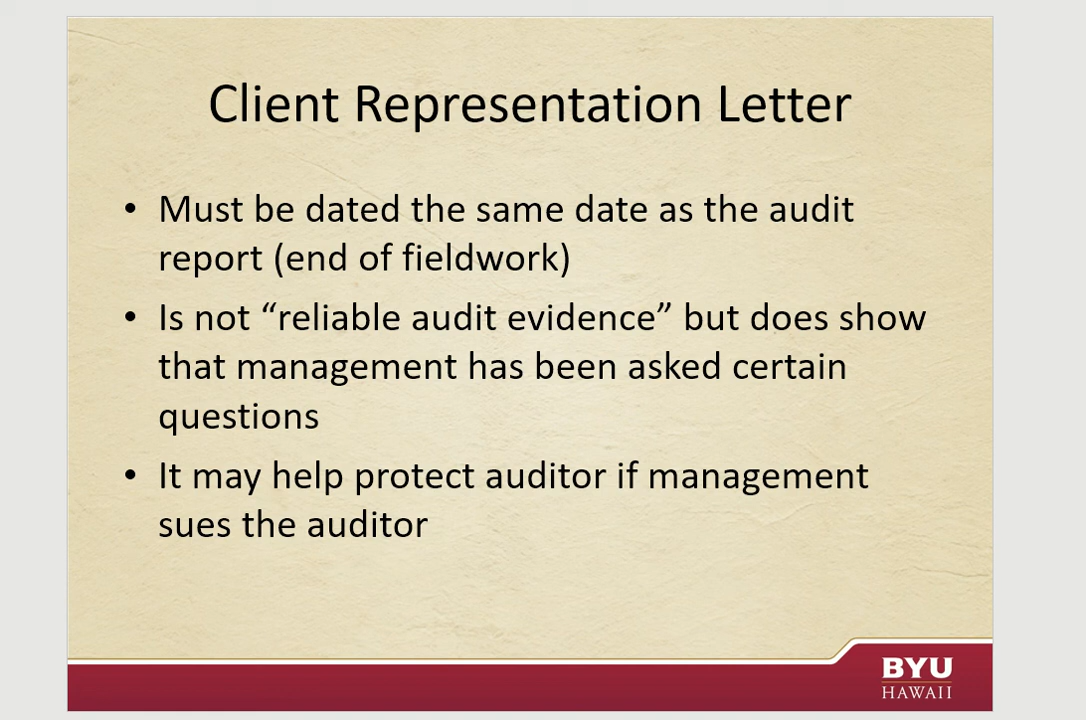 Client Representation Letter
• Must be dated the same date as the audit
report (end of fieldwork)
• Is not “reliable audit evidence” but does show
that management has been asked certain
questions
• It may help protect auditor if management
sues the auditor
BYU
HAWAII